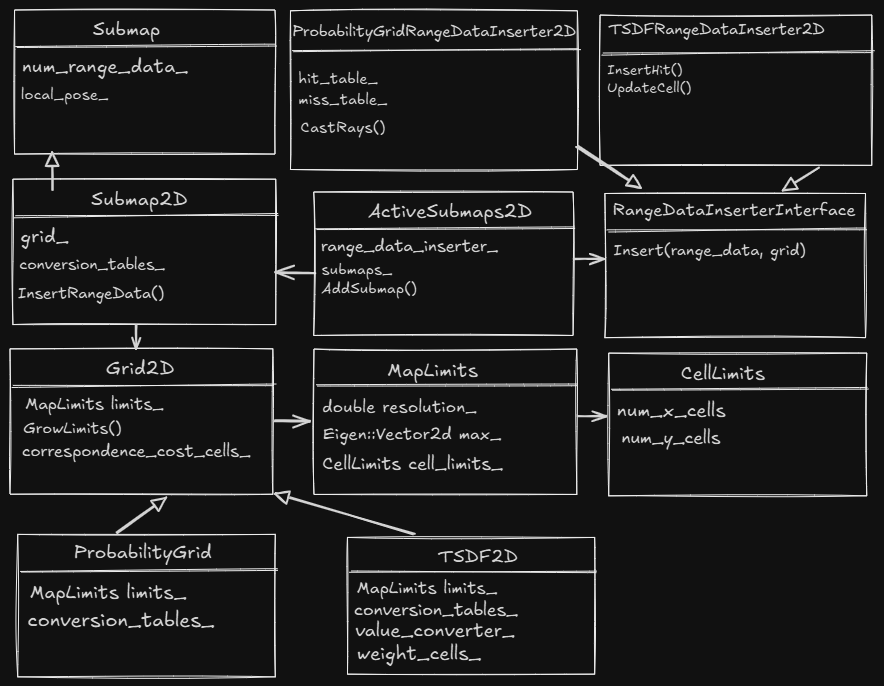 Submap
num_range_data_
local_pose_
ProbabilityGridRangeDataInserter2D
hit_table_
miss_table_
CastRays()
TSDFRangeDataInserter2D
InsertHit()
UpdateCell()
Submap2D
grid_
conversion_tables_
InsertRangeData()
ActiveSubmaps2D
range_data_inserter_
submaps_
AddSubmap()
RangeDataInserterInterface
Insert(range_data, grid)
Grid2D
MapLimits limits_
GrowLimits()
correspondence_cost_cells_
MapLimits
double resolution_
Eigen::Vector2d max_
CellLimits cell_limits_
CellLimits
num_x_cells
num_y_cells
ProbabilityGrid
MapLimits limits_
conversion_tables_
TSDF2D
MapLimits limits_
conversion_tables_
value_converter_
weight_cells_